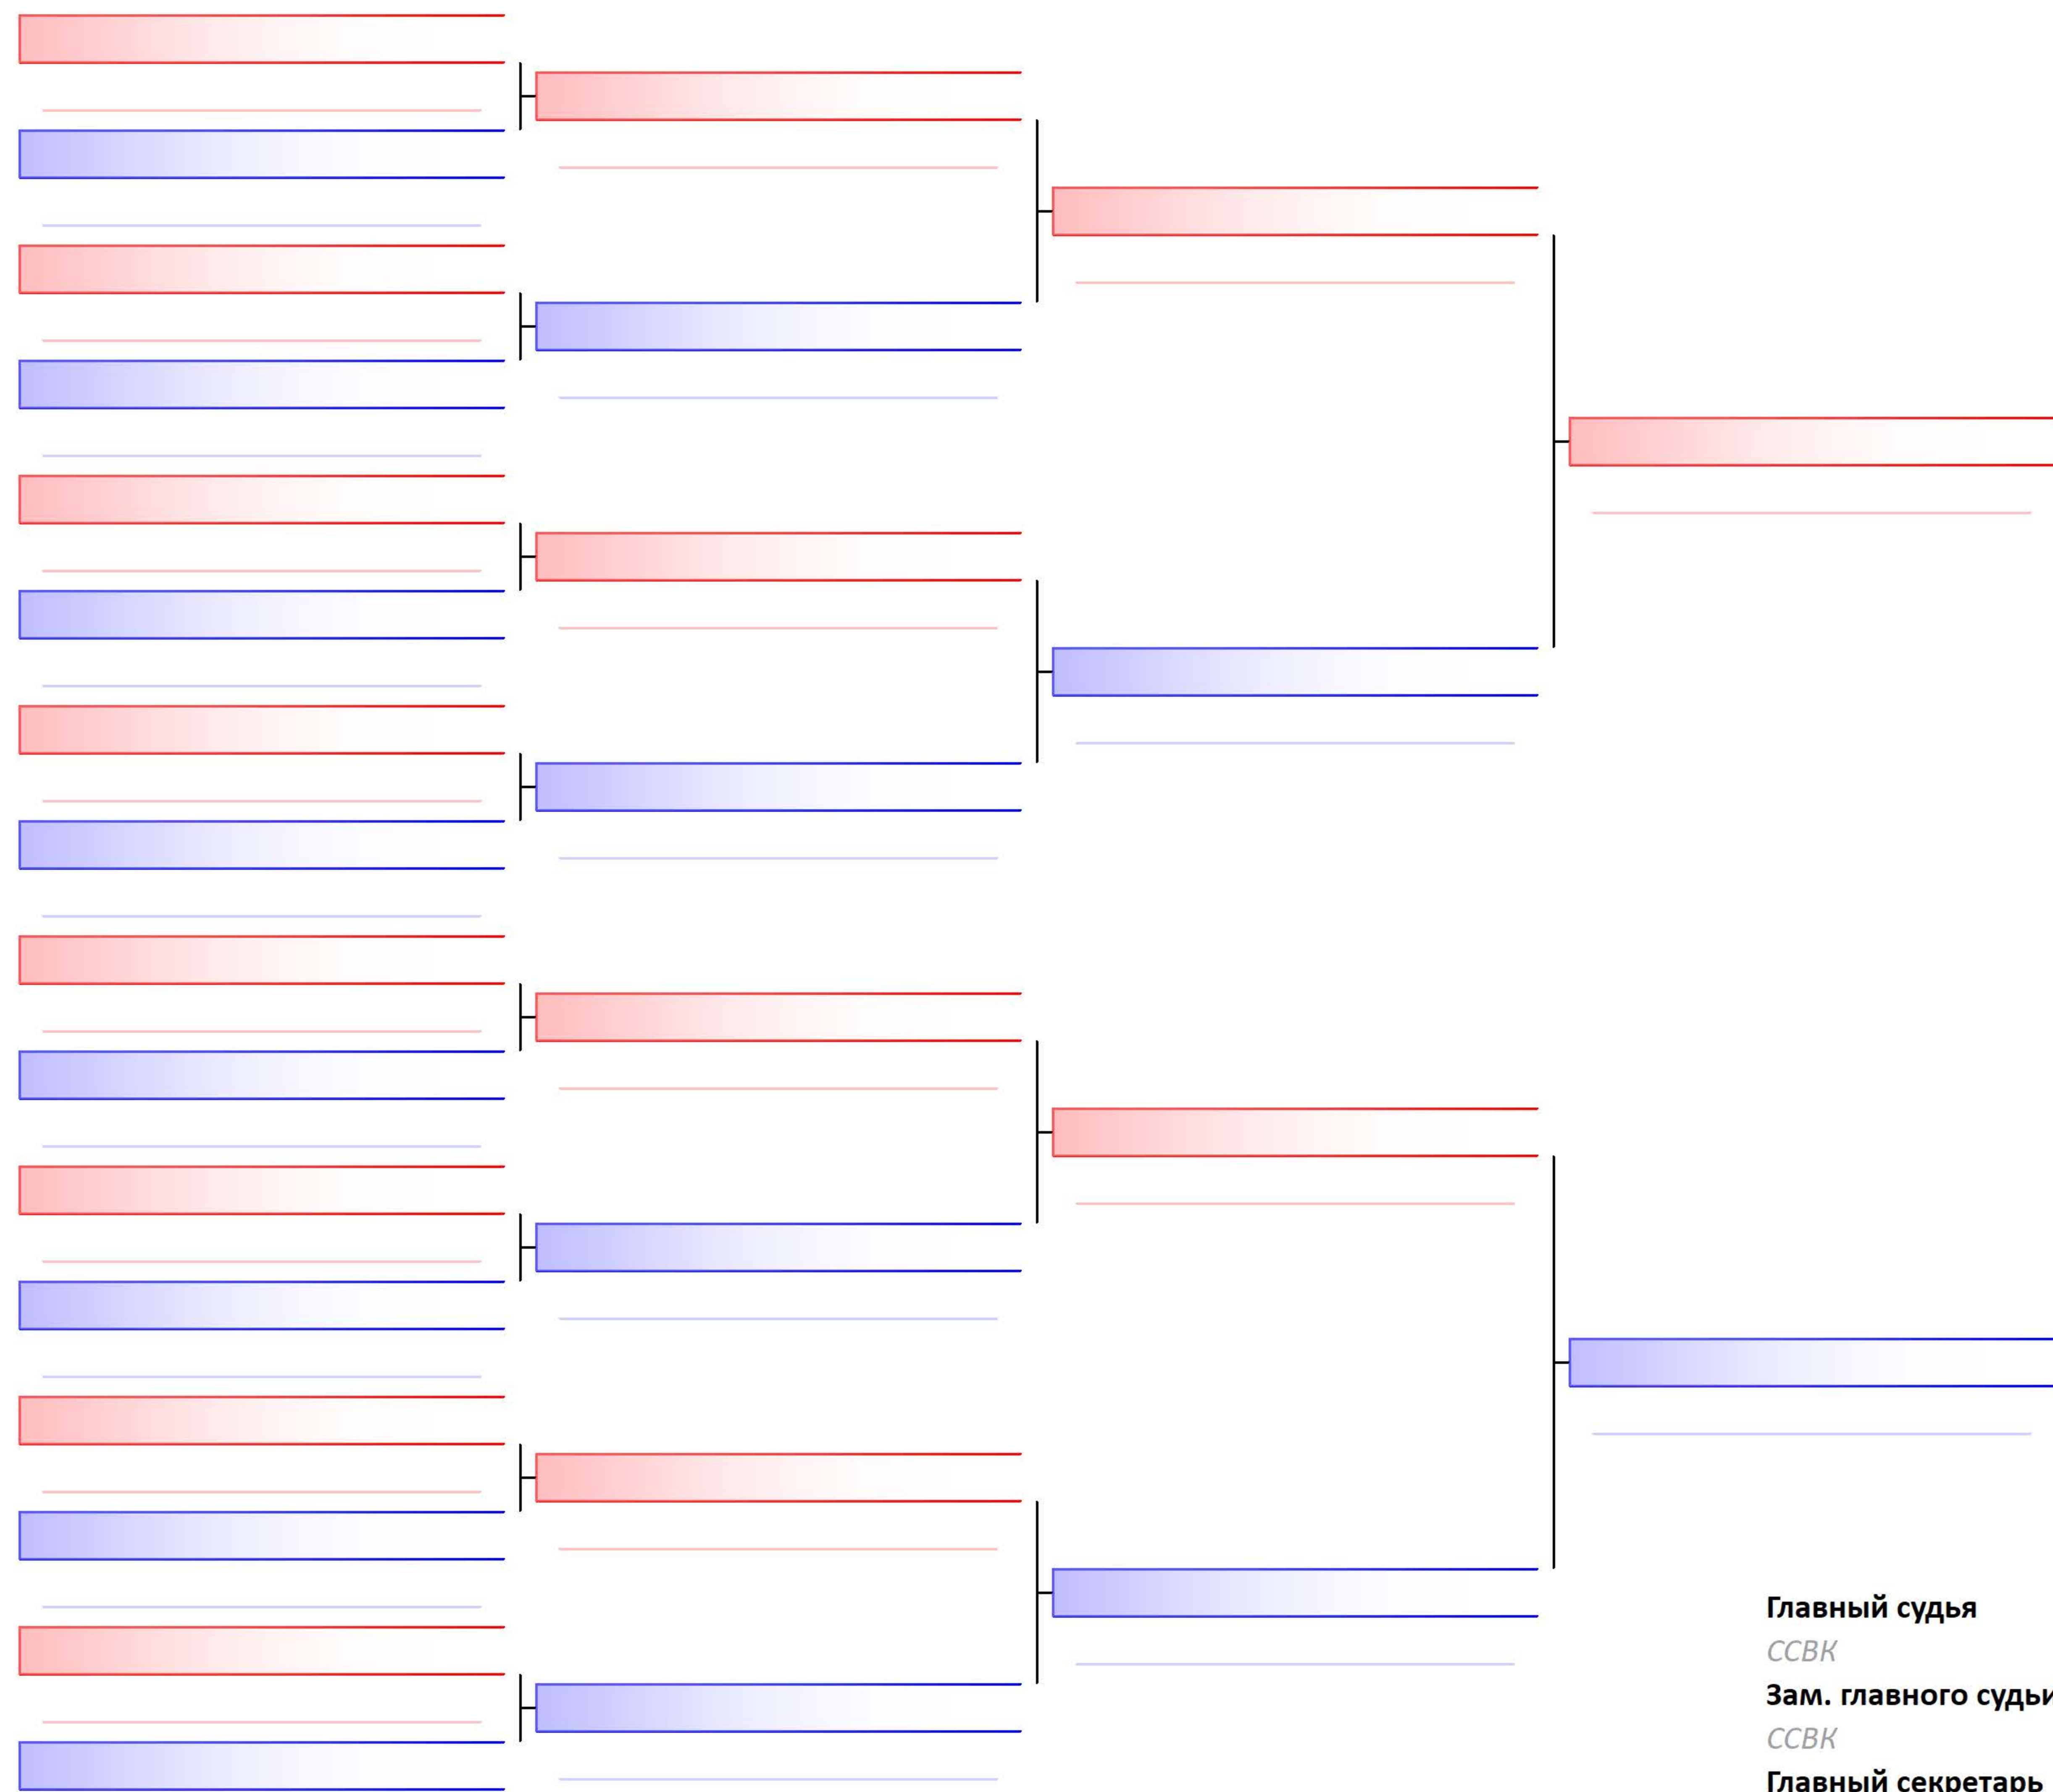 Главный судья
ССВК
Зам. главного судьи
ССВК
Главный секретарь